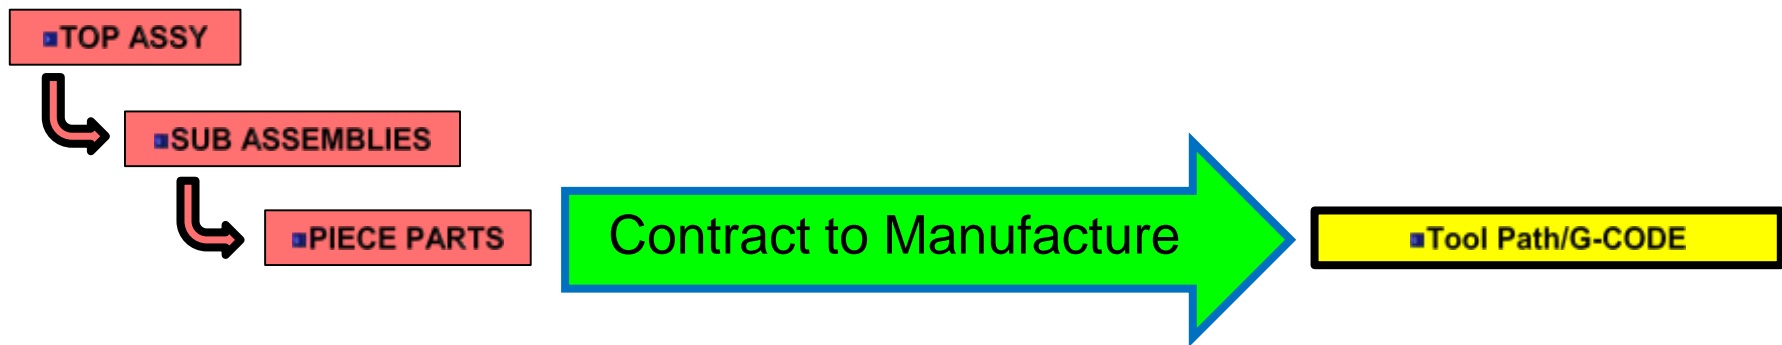 ▪TOP ASSY
▪SUB ASSEMBLIES
▪PIECE PARTS
Contract to Manufacture
▪Tool Path/G-CODE